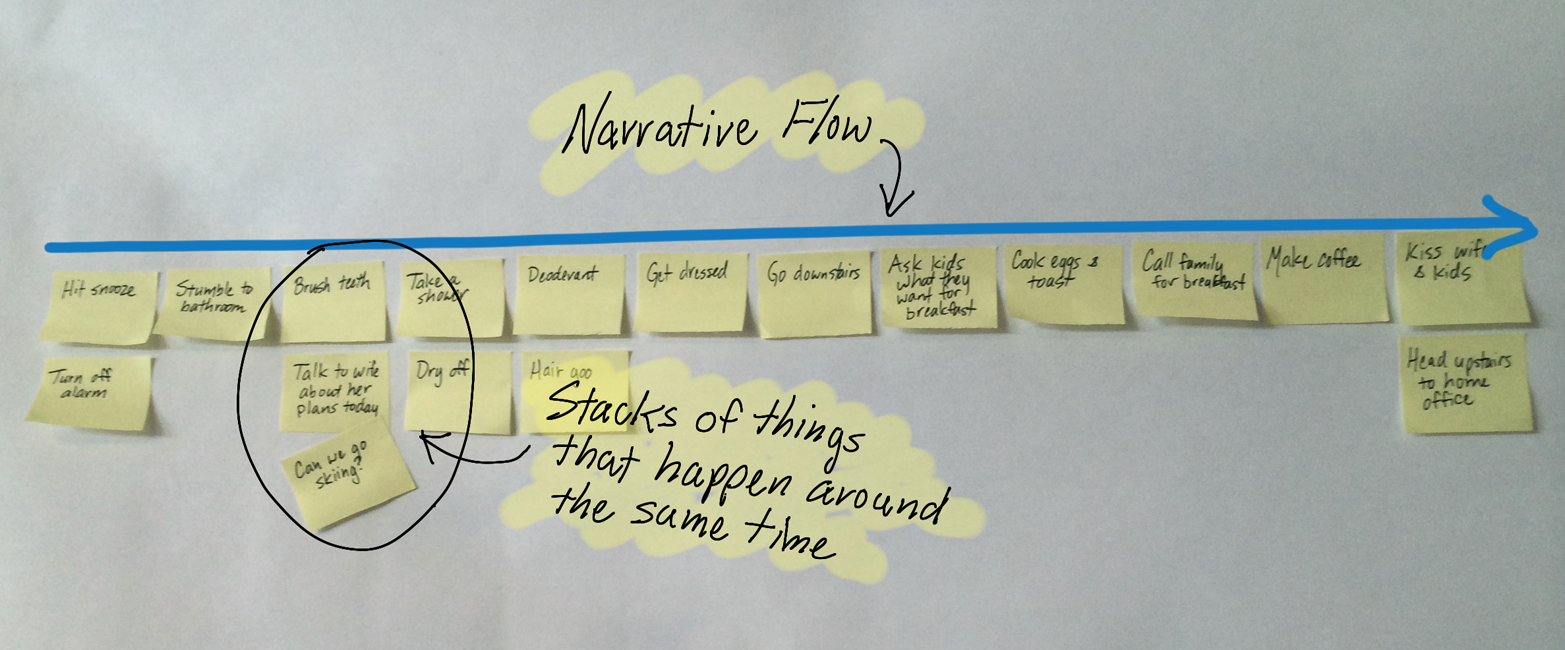 Narrative Flow
Hit snooze
Stumble to
bathroom
Brush teeth
Take a
shower
Deodevant
Get dressed
Go downstairs
Ask kids
what they
want for
breakfast
Cook eggs &
toast
Call family
for breakfast
Make coffee
Kiss wife
& kids
Turn off
alarm
Talk to wife
about her
plans today
Dry off
Hair goo
Head upstairs
to home
office
Can we go
skiing?
Stacks of things
that happen around
the same time